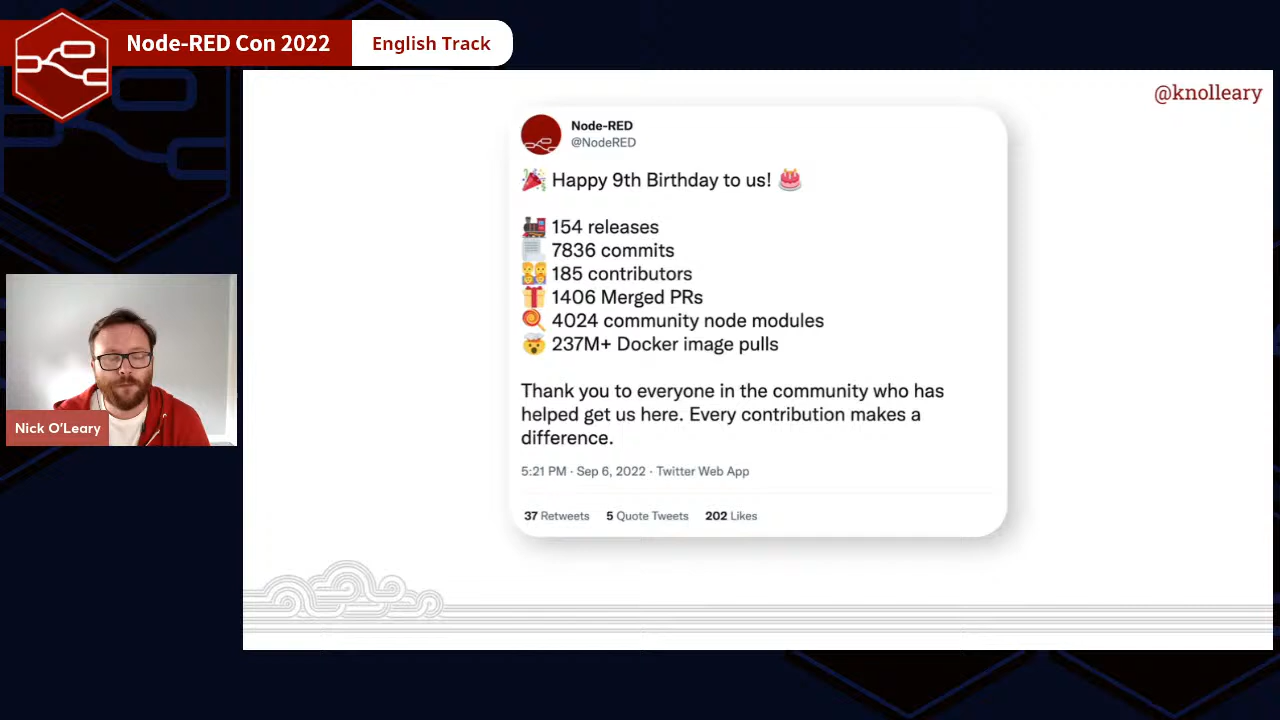 Node-RED Con 2022
English Track
@knolleary
Node-RED
@NodeRED
🎉 Happy 9th Birthday to us! 🎂
🚂 154 releases
📄 7836 commits
👩‍👩‍👧‍👦 185 contributors
🎁 1406 Merged PRs
🍭 4024 community node modules
🤯 237M+ Docker image pulls
Thank you to everyone in the community who has
helped get us here. Every contribution makes a
difference.
5:21 PM · Sep 6, 2022 · Twitter Web App
37 Retweets 5 Quote Tweets 202 Likes
Nick O'Leary